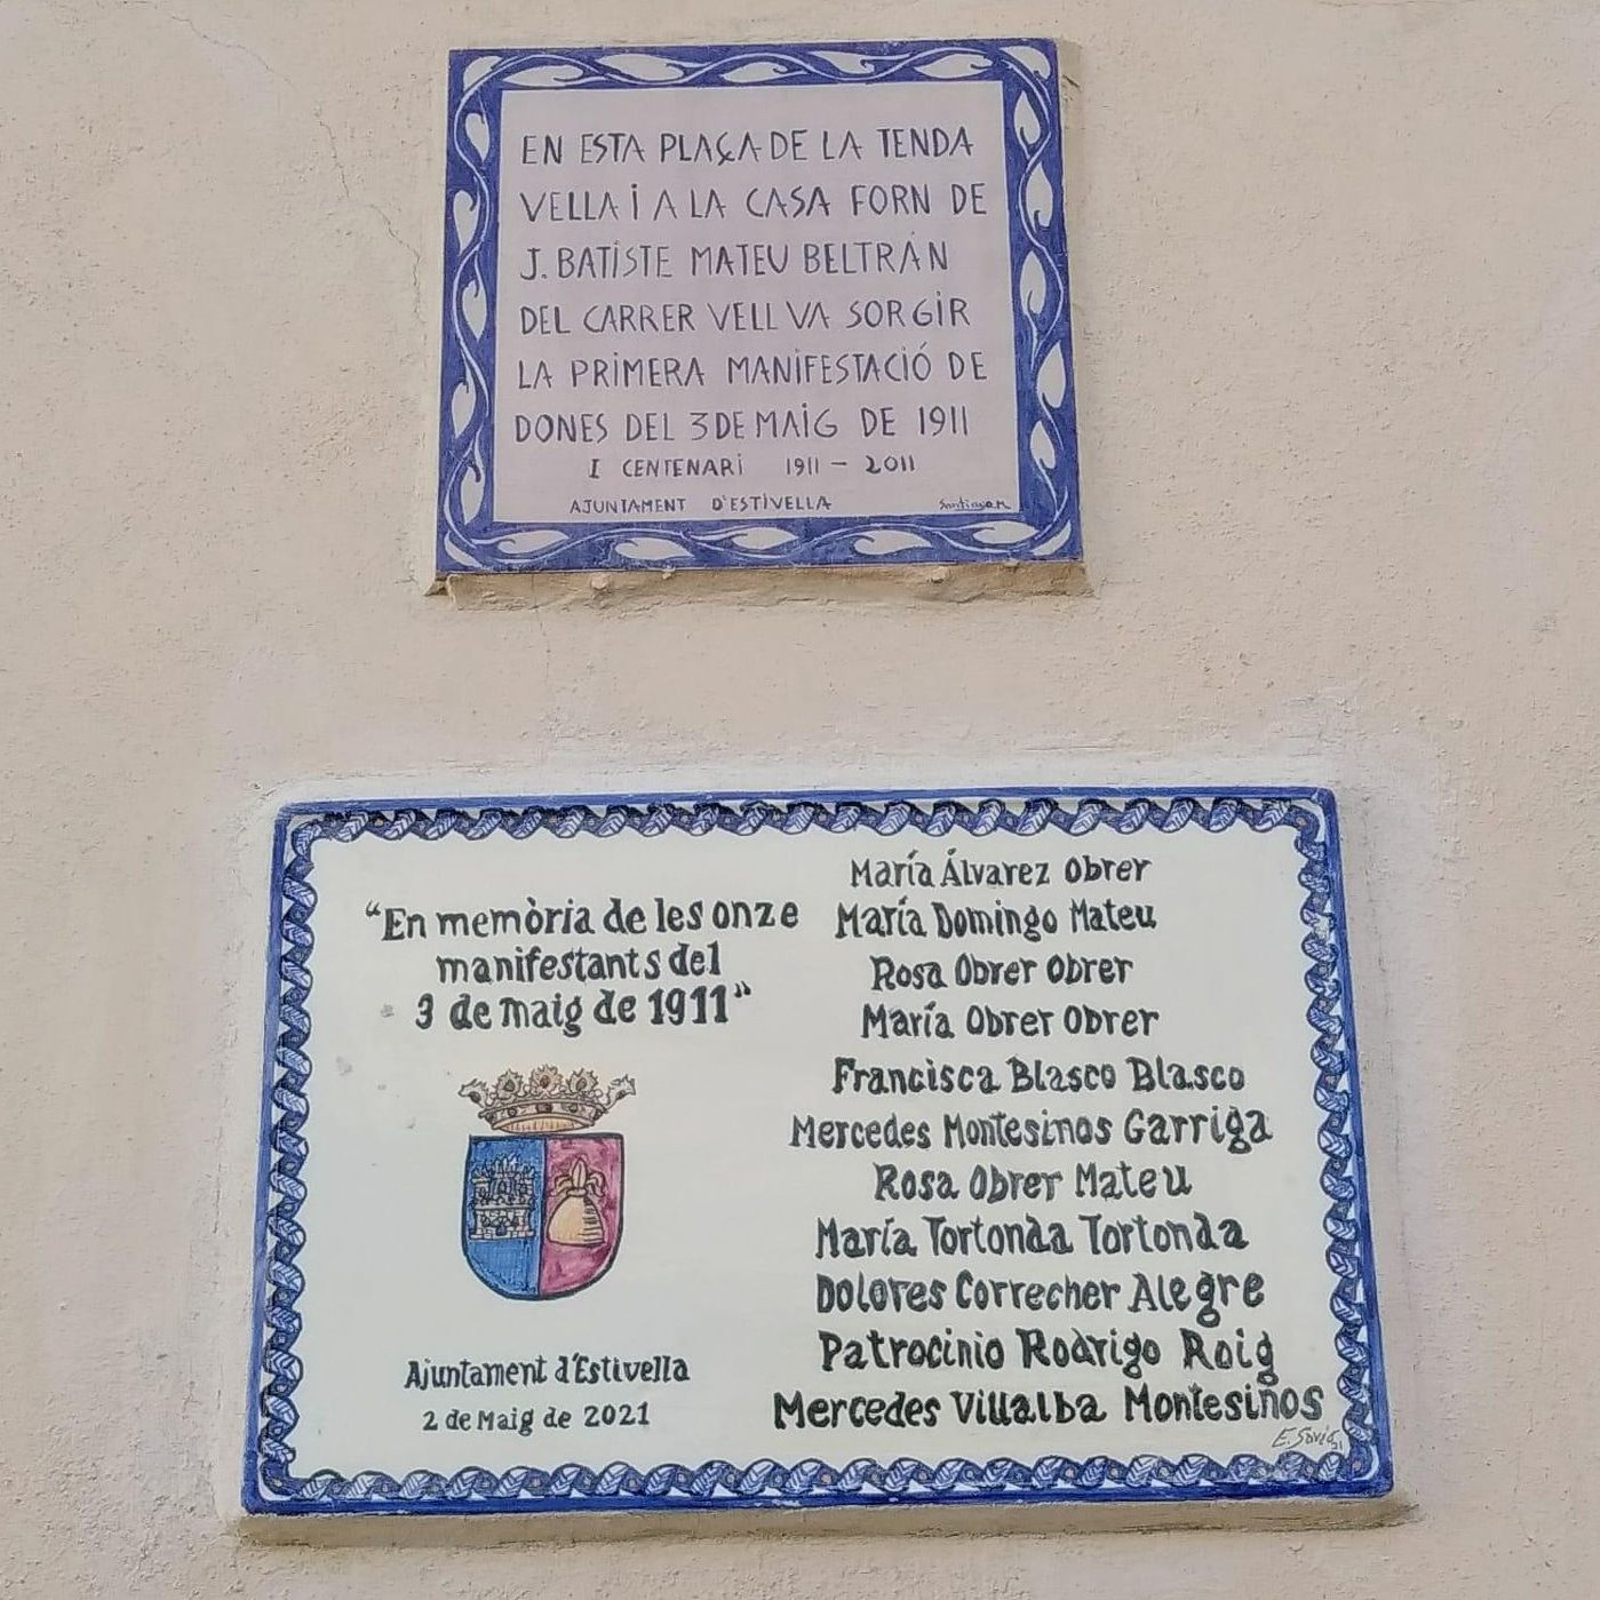 EN ESTA PLAÇA DE LA TENDA
VELLA i A LA CASA FORN DE
J. BATiSTE MATEU BELTRÁN
DEL CARRER VELL VA SORGiR
LA PRiMERA MANiFESTACIÓ DE
DONES DEL 3 DE MAiG DE 1911
I CENTENARi 1911 - 2011
AJUNTAMENT D'ESTiVELLA
"En memòria de les onze
manifestants del
3 de maig de 1911"
Ajuntament d'Estivella
2 de Maig de 2021
María Álvarez Obrer
María Domingo Mateu
Rosa Obrer Obrer
María Obrer Obrer
Francisca Blasco Blasco
Mercedes Montesinos Garriga
Rosa Obrer Mateu
María Tortonda Tortonda
Dolores Correcher Alegre
Patrocinio Rodrigo Roig
Mercedes Villalba Montesinos